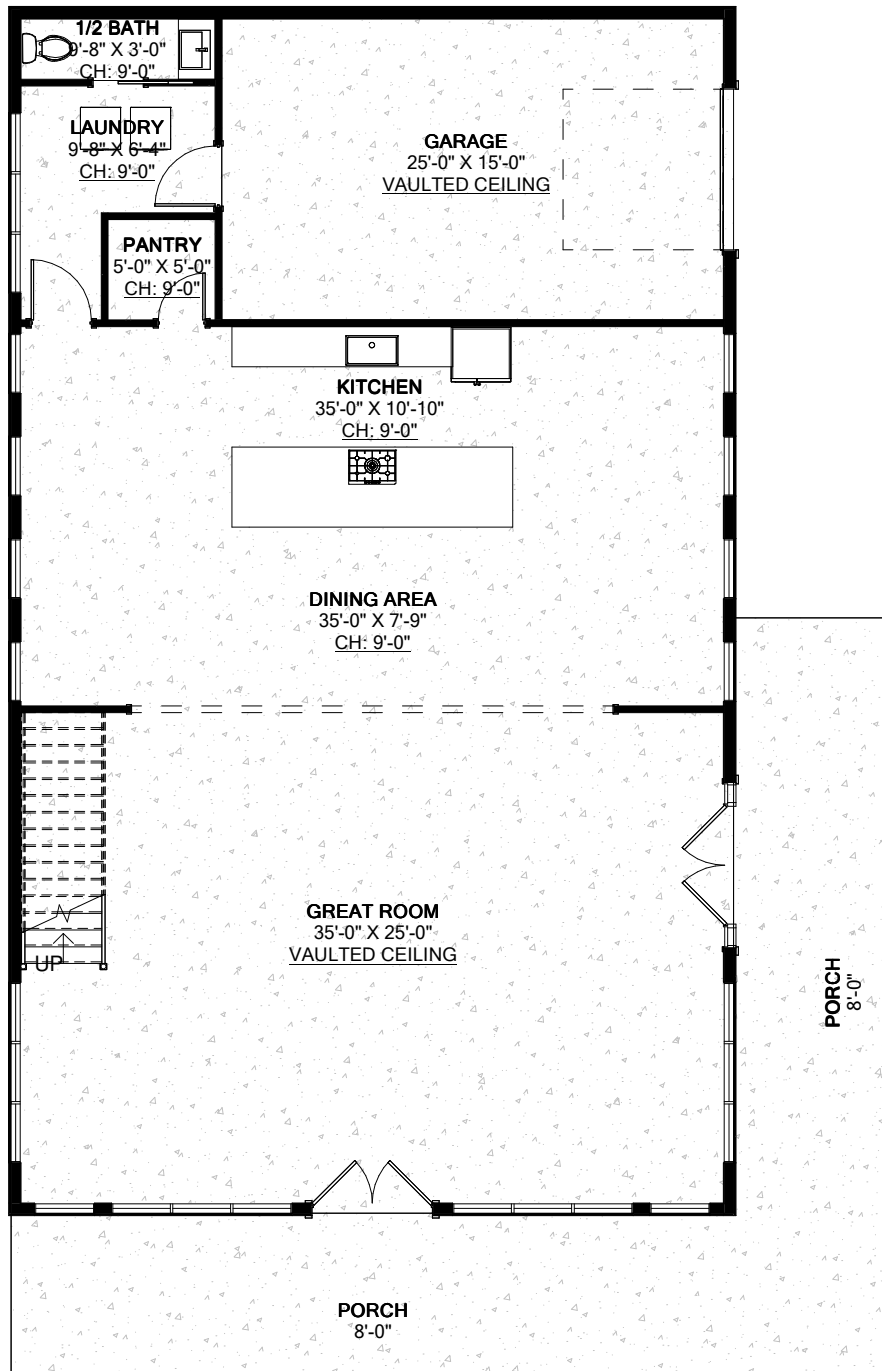 1/2 BATH
9'-8" X 3'-0"
CH: 9'-0"
LAUNDRY
9'-8" X 6'-4"
CH: 9'-0"
GARAGE
25'-0" X 15'-0"
VAULTED CEILING
PANTRY
5'-0" X 5'-0"
CH: 9'-0"
KITCHEN
35'-0" X 10'-10"
CH: 9'-0"
DINING AREA
35'-0" X 7'-9"
CH: 9'-0"
GREAT ROOM
35'-0" X 25'-0"
VAULTED CEILING
UP
PORCH
8'-0"
PORCH
8'-0"